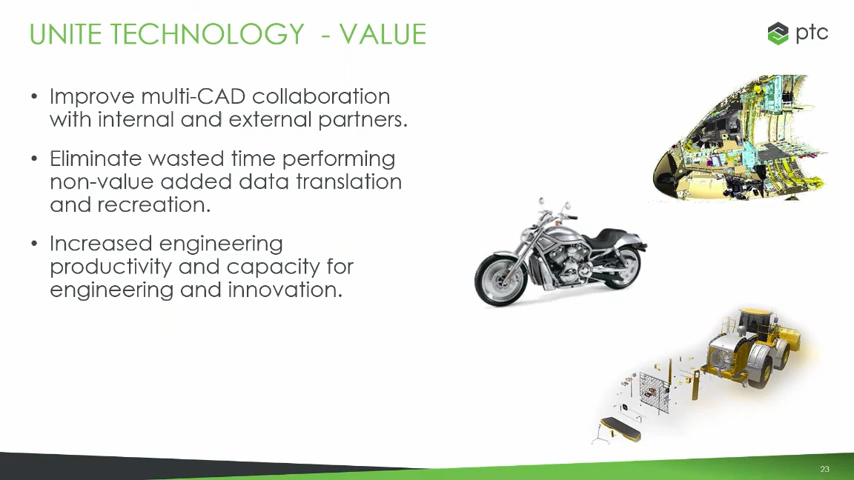 UNITE TECHNOLOGY - VALUE
ptc
• Improve multi-CAD collaboration
with internal and external partners.
• Eliminate wasted time performing
non-value added data translation
and recreation.
• Increased engineering
productivity and capacity for
engineering and innovation.
23